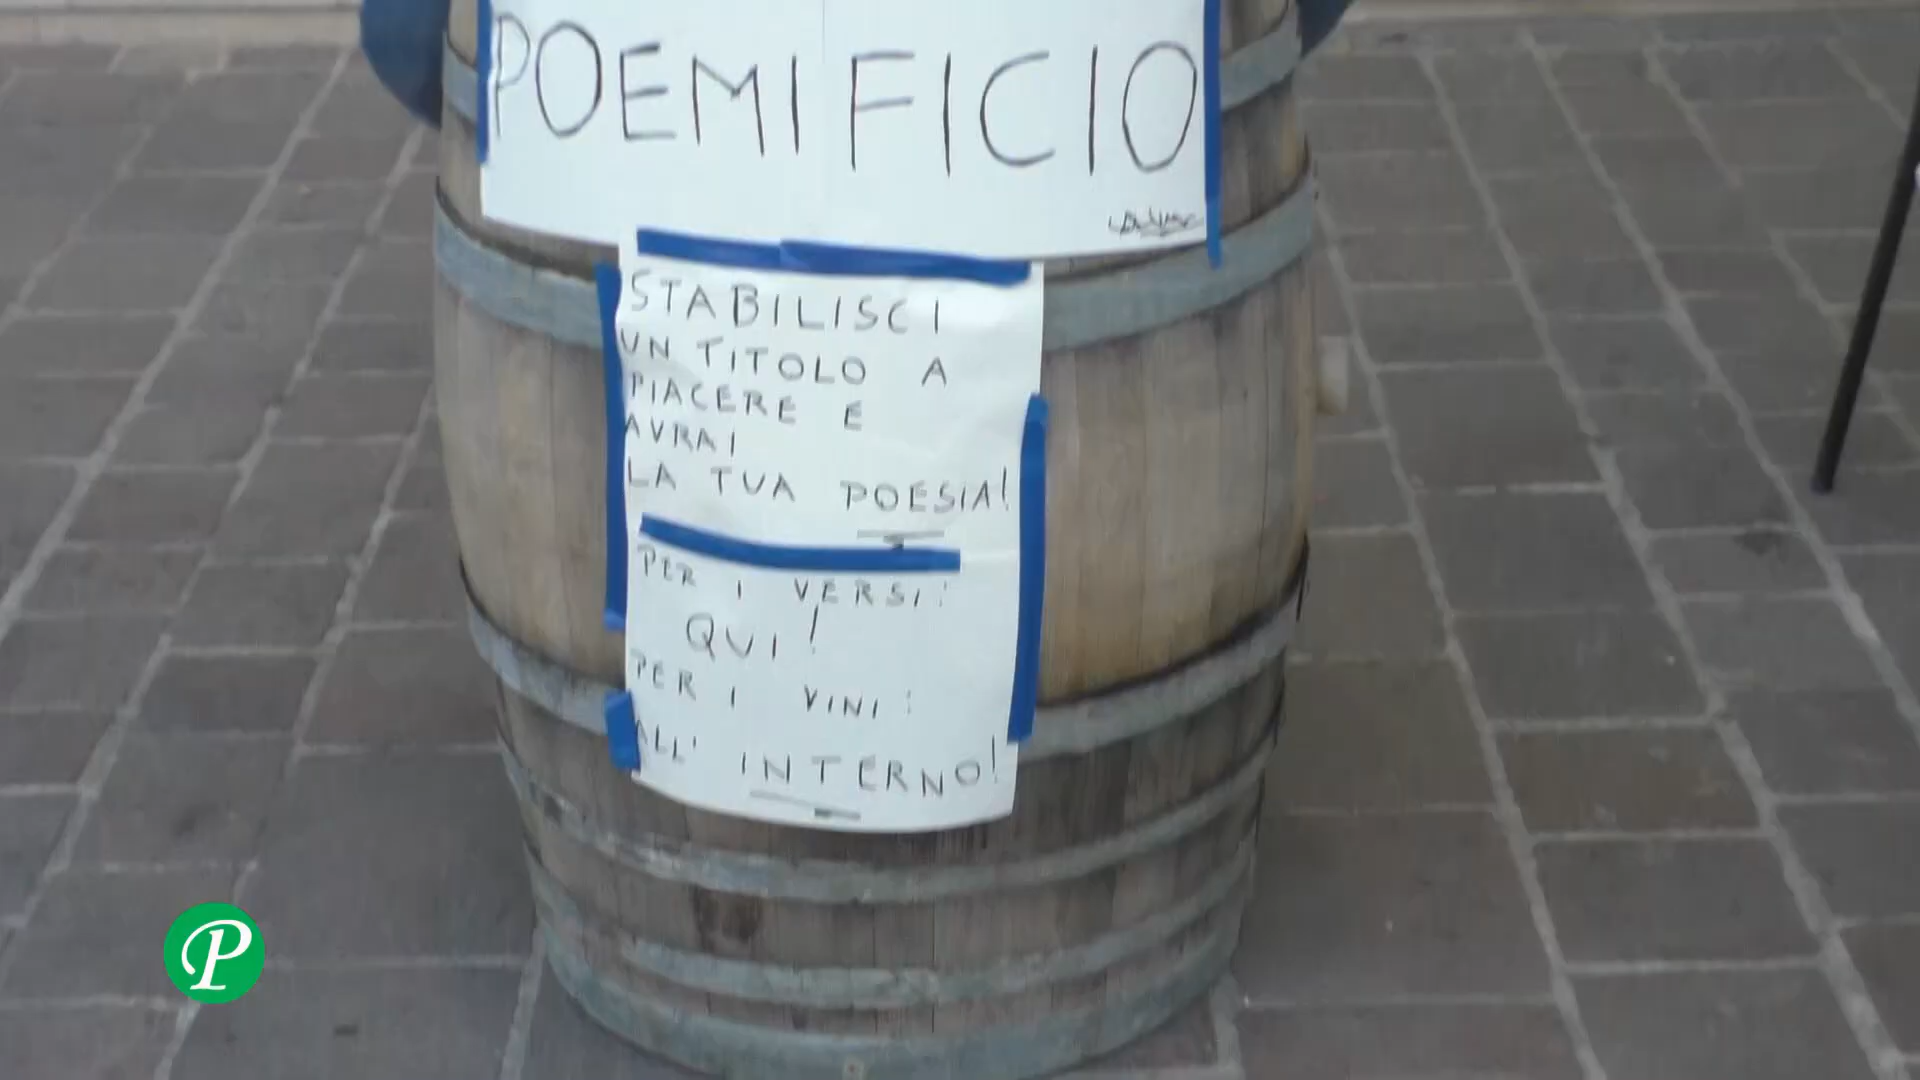 POEMIFICIO
STABILISCI
UN TITOLO A
PIACERE E
AVRAI
LA TUA POESIA!
PER I VERSI:
QUI!
PER I VINI:
ALL' INTERNO!
P